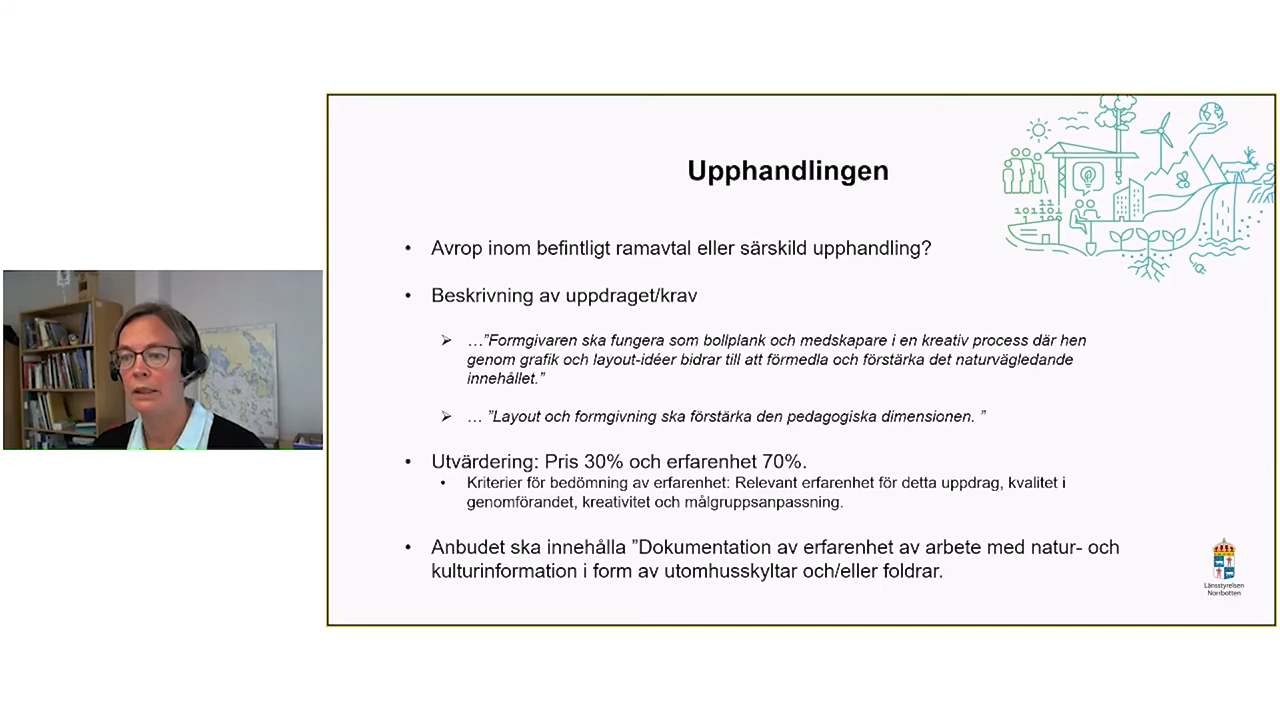 Upphandlingen
• Avrop inom befintligt ramavtal eller särskild upphandling?
• Beskrivning av uppdraget/krav
➢ …”Formgivaren ska fungera som bollplank och medskapare i en kreativ process där hen
genom grafik och layout-idéer bidrar till att förmedla och förstärka det naturvägledande
innehållet.”
➢ … ”Layout och formgivning ska förstärka den pedagogiska dimensionen. ”
• Utvärdering: Pris 30% och erfarenhet 70%.
• Kriterier för bedömning av erfarenhet: Relevant erfarenhet för detta uppdrag, kvalitet i
genomförandet, kreativitet och målgruppsanpassning.
• Anbudet ska innehålla ”Dokumentation av erfarenhet av arbete med natur- och
kulturinformation i form av utomhusskyltar och/eller foldrar.
Länsstyrelsen
Norrbotten